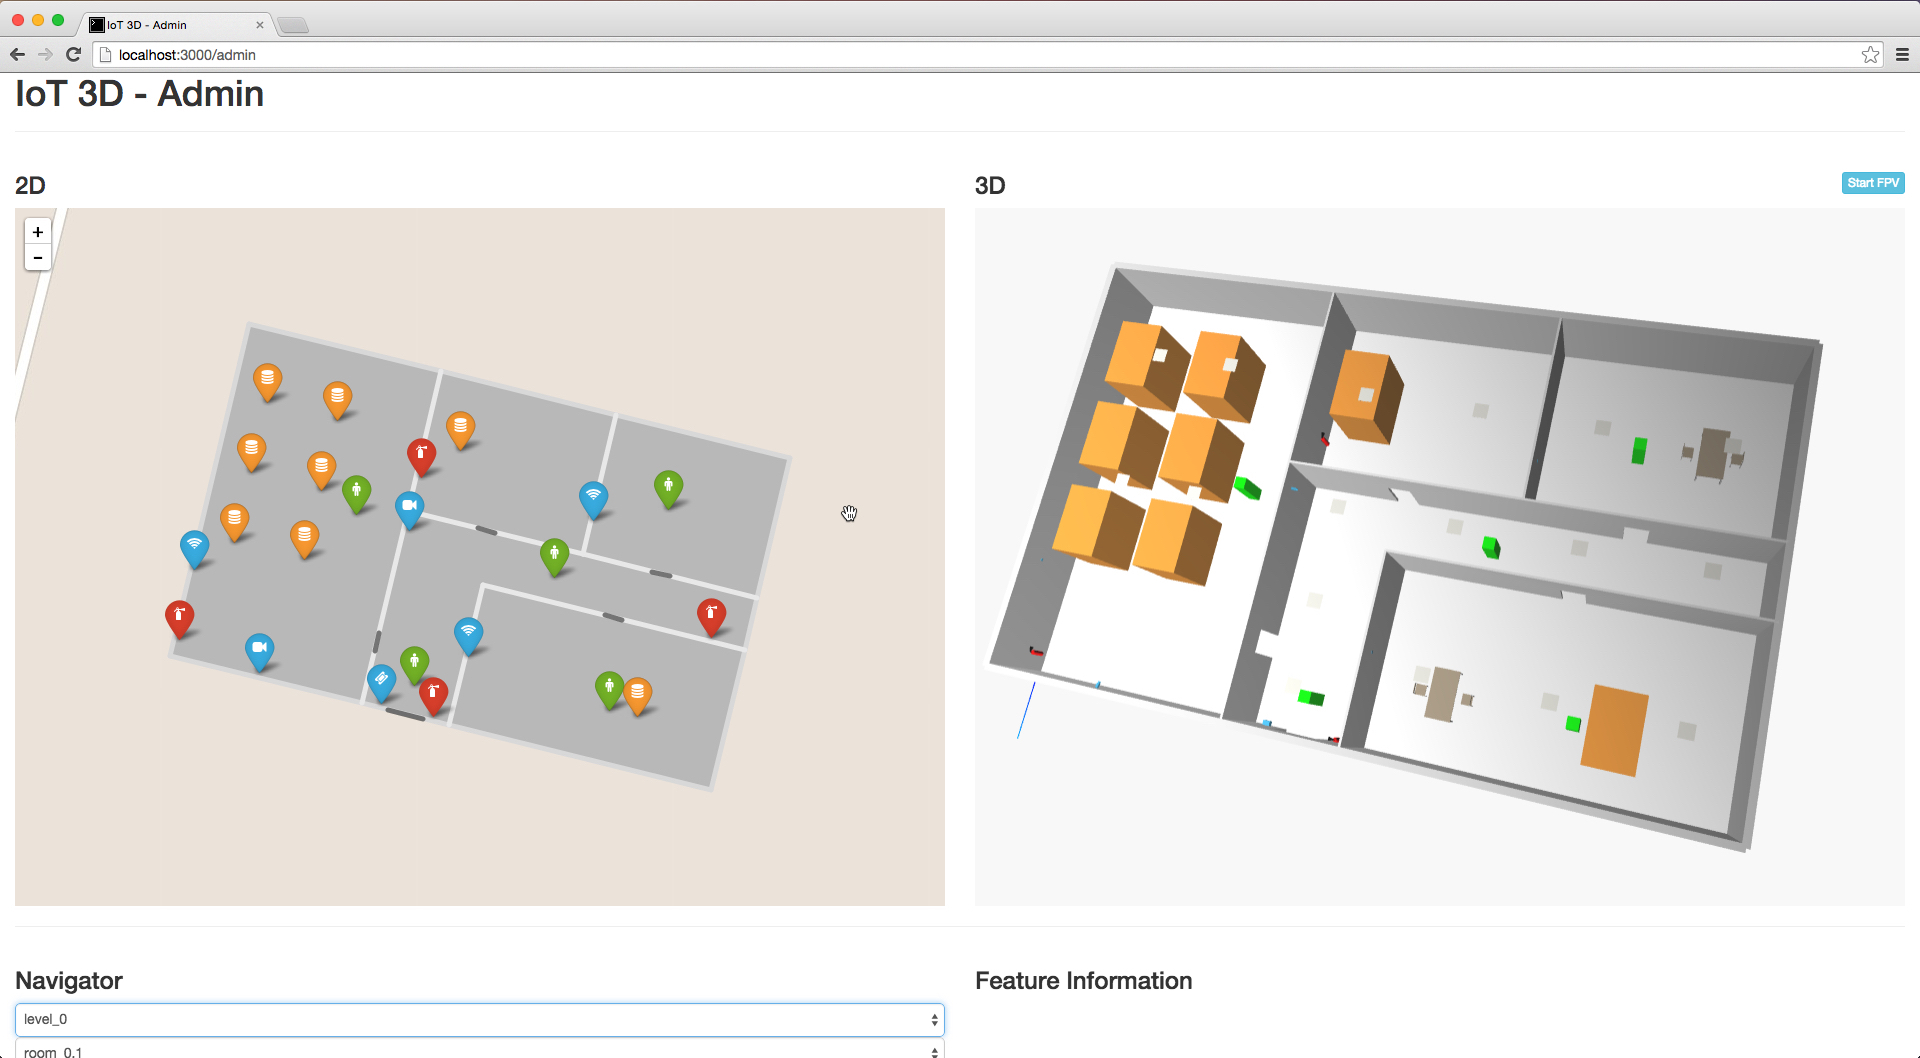 IoT 3D - Admin
localhost:3000/admin
IoT 3D - Admin
2D
3D
Start FPV
+
-
Navigator
Feature Information
level_0
room_0.1